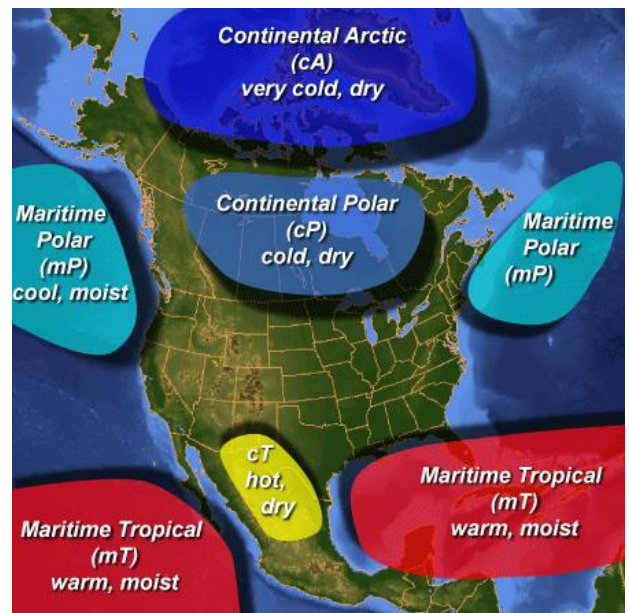 Continental Arctic
(cA)
very cold, dry
Continental Polar
(cP)
cold, dry
Maritime
Polar
(mP)
cool, moist
Maritime
Polar
(mP)
cT
hot,
dry
Maritime Tropical
(mT)
warm, moist
Maritime Tropical
(mT)
warm, moist